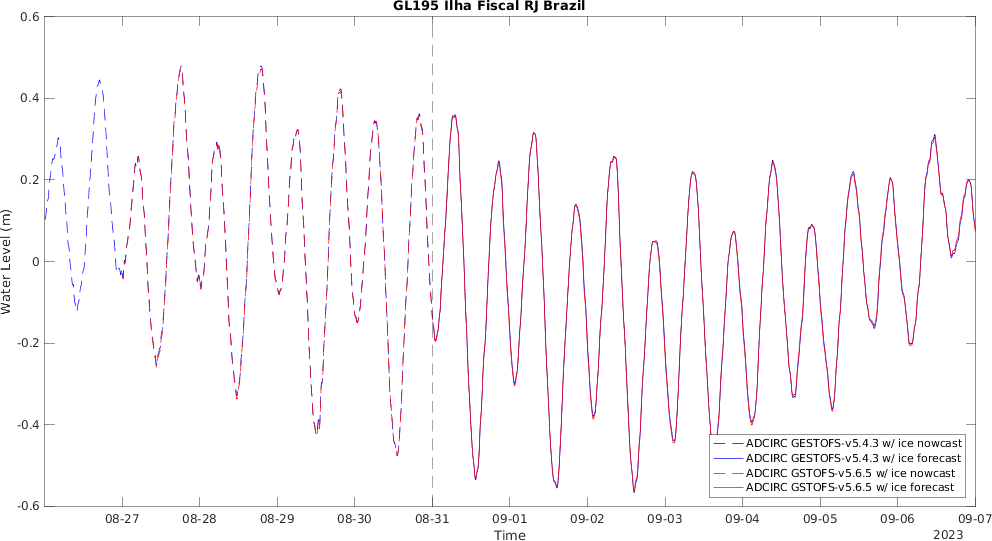 GL195 Ilha Fiscal RJ Brazil
0.6
0.4
0.2
0
-0.2
-0.4
-0.6
Water Level (m)
ADCIRC GESTOFS-v5.4.3 w/ ice nowcast
ADCIRC GESTOFS-v5.4.3 w/ ice forecast
ADCIRC GSTOFS-v5.6.5 w/ ice nowcast
ADCIRC GSTOFS-v5.6.5 w/ ice forecast
08-27 08-28 08-29 08-30 08-31 09-01 09-02 09-03 09-04 09-05 09-06 09-07
Time
2023